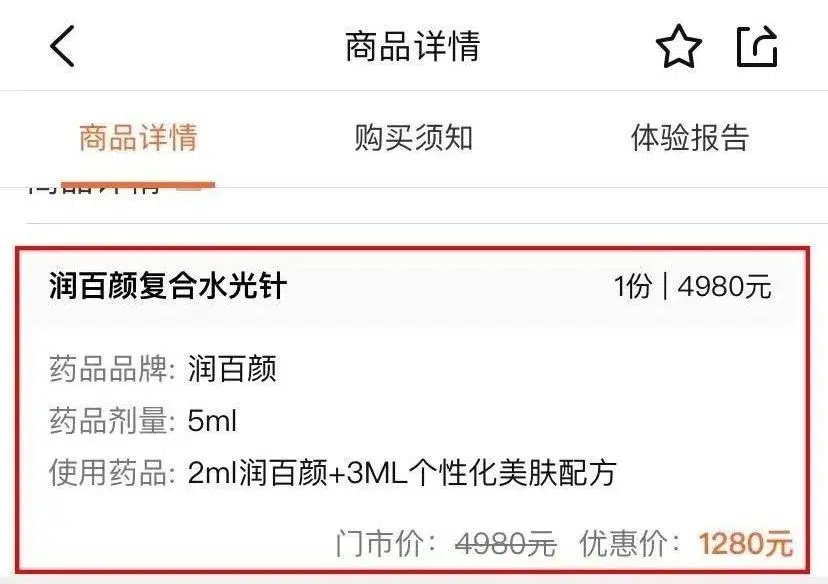 商品详情
商品详情 购买须知 体验报告
商品详情
润百颜复合水光针 1份 | 4980元
药品品牌: 润百颜
药品剂量: 5ml
使用药品: 2ml润百颜+3ML个性化美肤配方
门市价: 4980元 优惠价: 1280元